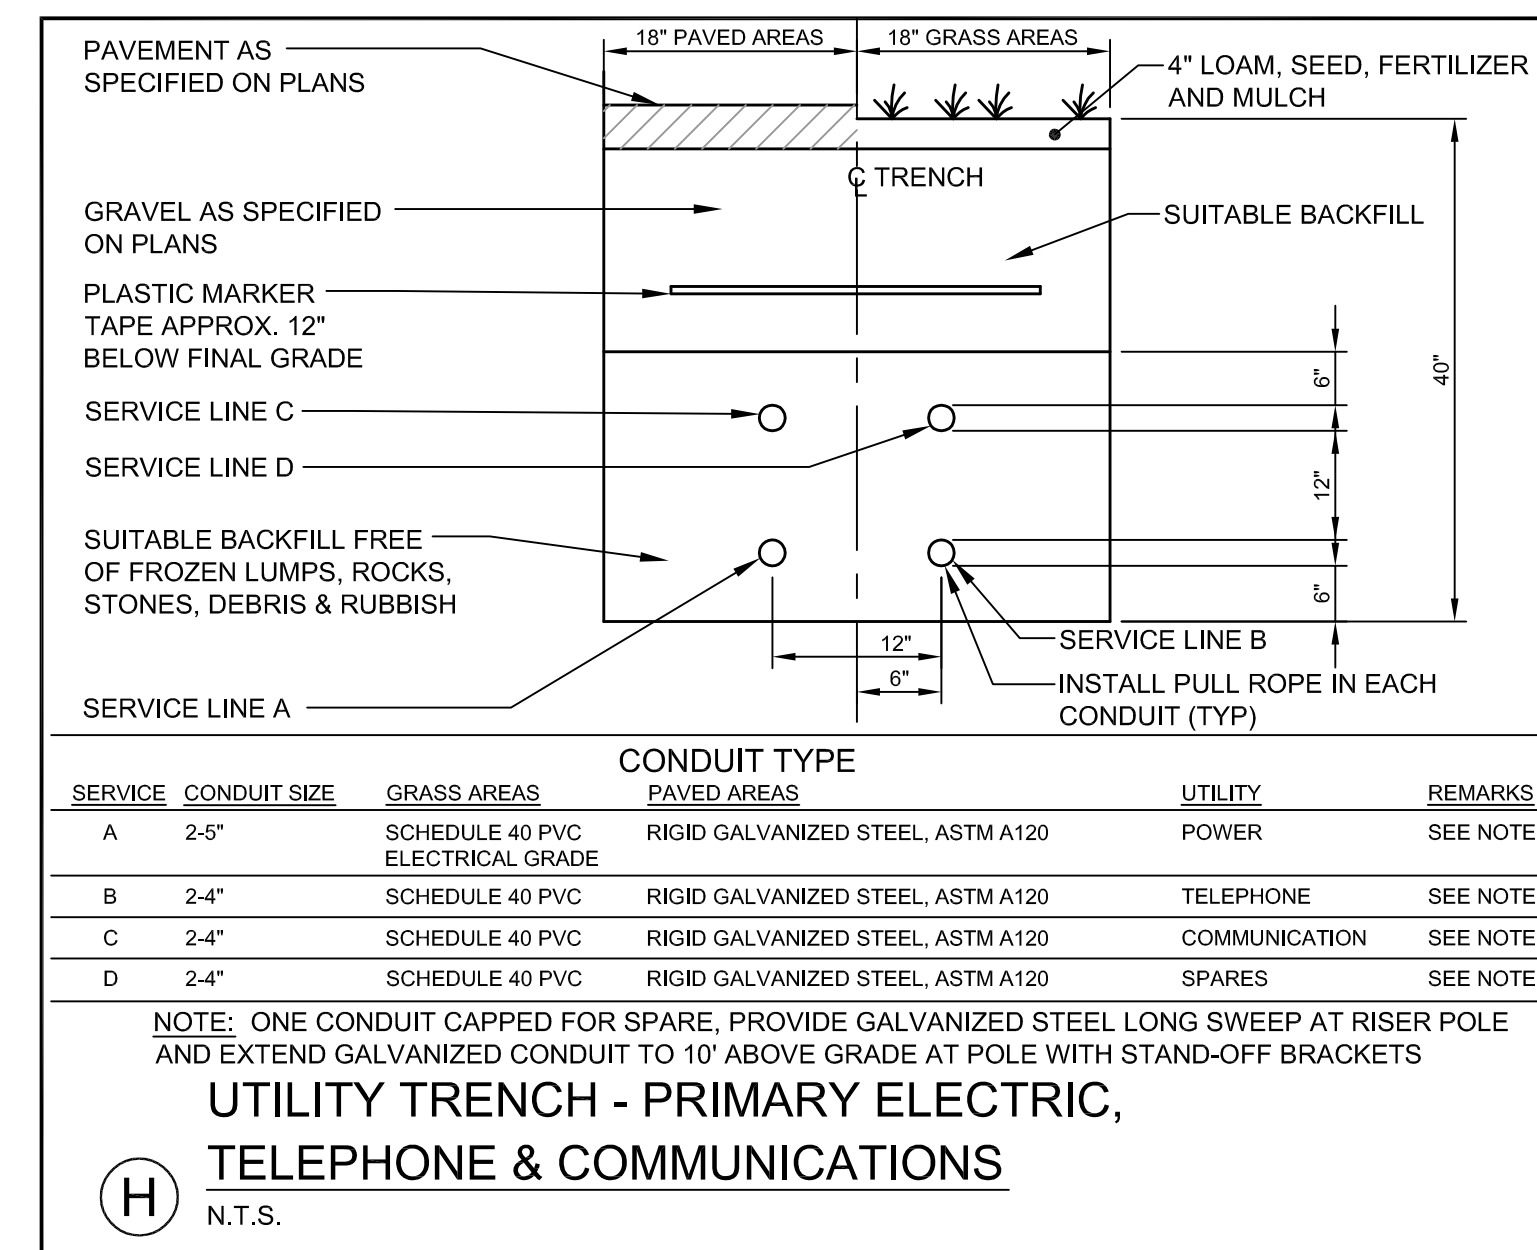 18" PAVED AREAS
18" GRASS AREAS
PAVEMENT AS
SPECIFIED ON PLANS
4" LOAM, SEED, FERTILIZER
AND MULCH
℄ TRENCH
GRAVEL AS SPECIFIED
ON PLANS
SUITABLE BACKFILL
PLASTIC MARKER
TAPE APPROX. 12"
BELOW FINAL GRADE
6"
40"
SERVICE LINE C
SERVICE LINE D
12"
SUITABLE BACKFILL FREE
OF FROZEN LUMPS, ROCKS,
STONES, DEBRIS & RUBBISH
6"
12"
SERVICE LINE B
6"
INSTALL PULL ROPE IN EACH
CONDUIT (TYP)
SERVICE LINE A
CONDUIT TYPE
SERVICE CONDUIT SIZE GRASS AREAS PAVED AREAS UTILITY REMARKS
A 2-5" SCHEDULE 40 PVC RIGID GALVANIZED STEEL, ASTM A120 POWER SEE NOTE
ELECTRICAL GRADE
B 2-4" SCHEDULE 40 PVC RIGID GALVANIZED STEEL, ASTM A120 TELEPHONE SEE NOTE
C 2-4" SCHEDULE 40 PVC RIGID GALVANIZED STEEL, ASTM A120 COMMUNICATION SEE NOTE
D 2-4" SCHEDULE 40 PVC RIGID GALVANIZED STEEL, ASTM A120 SPARES SEE NOTE
NOTE: ONE CONDUIT CAPPED FOR SPARE, PROVIDE GALVANIZED STEEL LONG SWEEP AT RISER POLE
AND EXTEND GALVANIZED CONDUIT TO 10' ABOVE GRADE AT POLE WITH STAND-OFF BRACKETS
UTILITY TRENCH - PRIMARY ELECTRIC,
TELEPHONE & COMMUNICATIONS
H
N.T.S.